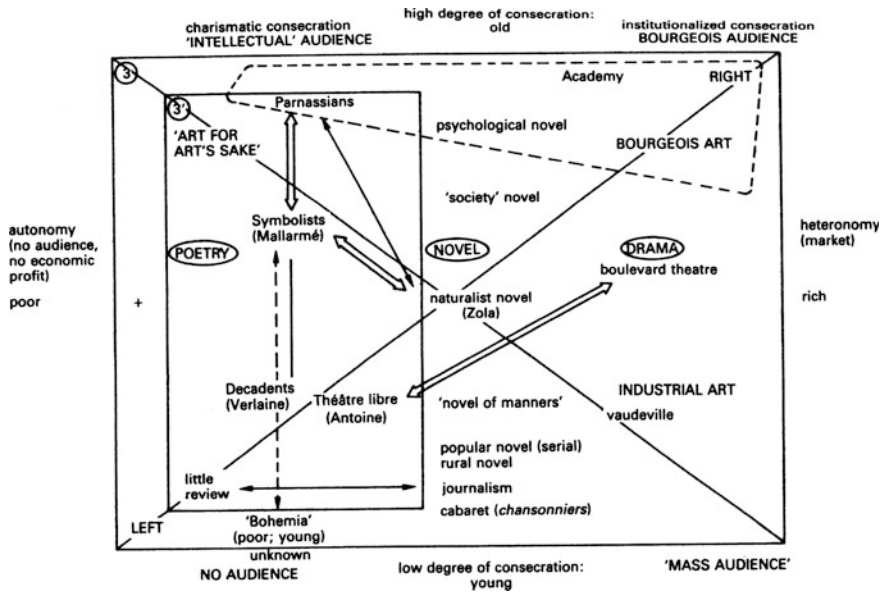 charismatic consecration
'INTELLECTUAL' AUDIENCE
high degree of consecration:
old
institutionalized consecration
BOURGEOIS AUDIENCE
3
3'
Parnassians
Academy
RIGHT
'ART FOR
ART'S SAKE'
psychological novel
BOURGEOIS ART
'society' novel
autonomy
(no audience,
no economic
profit)
poor
+
POETRY
Symbolists
(Mallarmé)
NOVEL
DRAMA
boulevard theatre
heteronomy
(market)
rich
naturalist novel
(Zola)
Decadents
(Verlaine)
Théâtre libre
(Antoine)
'novel of manners'
INDUSTRIAL ART
vaudeville
popular novel (serial)
rural novel
little
review
journalism
cabaret (chansonniers)
LEFT
'Bohemia'
(poor; young)
unknown
NO AUDIENCE
low degree of consecration:
young
'MASS AUDIENCE'